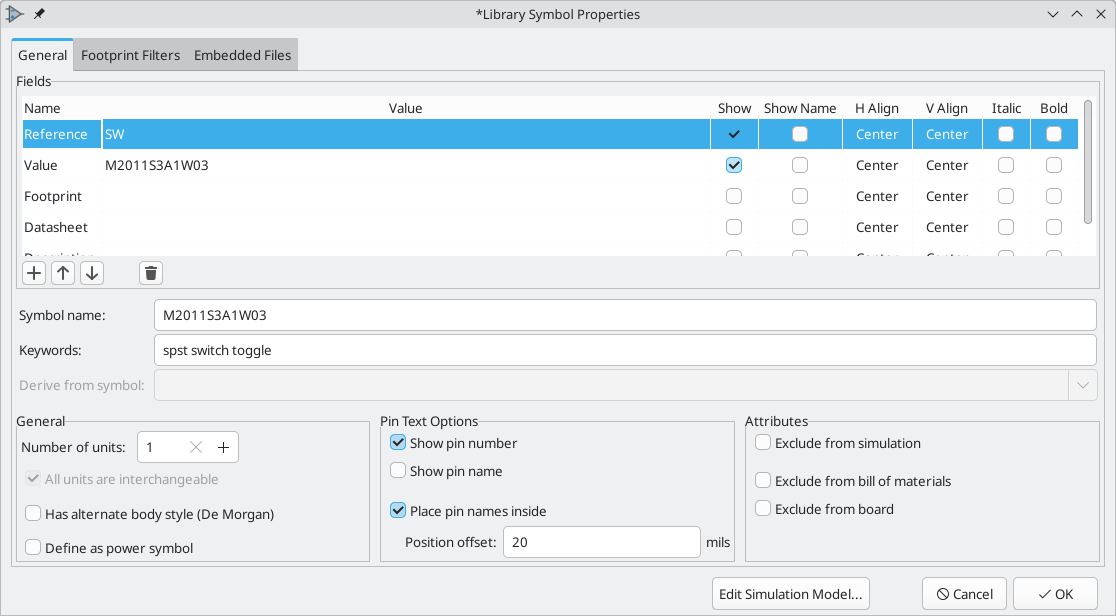 *Library Symbol Properties
General Footprint Filters Embedded Files
Fields
Name Value Show Show Name H Align V Align Italic Bold
Reference SW Center Center
Value M2011S3A1W03 Center Center
Footprint Center Center
Datasheet Center Center
Symbol name: M2011S3A1W03
Keywords: spst switch toggle
Derive from symbol:
General Pin Text Options Attributes
Number of units: 1
Show pin number
Exclude from simulation
All units are interchangeable
Show pin name
Exclude from bill of materials
Has alternate body style (De Morgan)
Place pin names inside
Exclude from board
Define as power symbol
Position offset: 20 mils
Edit Simulation Model... Cancel OK